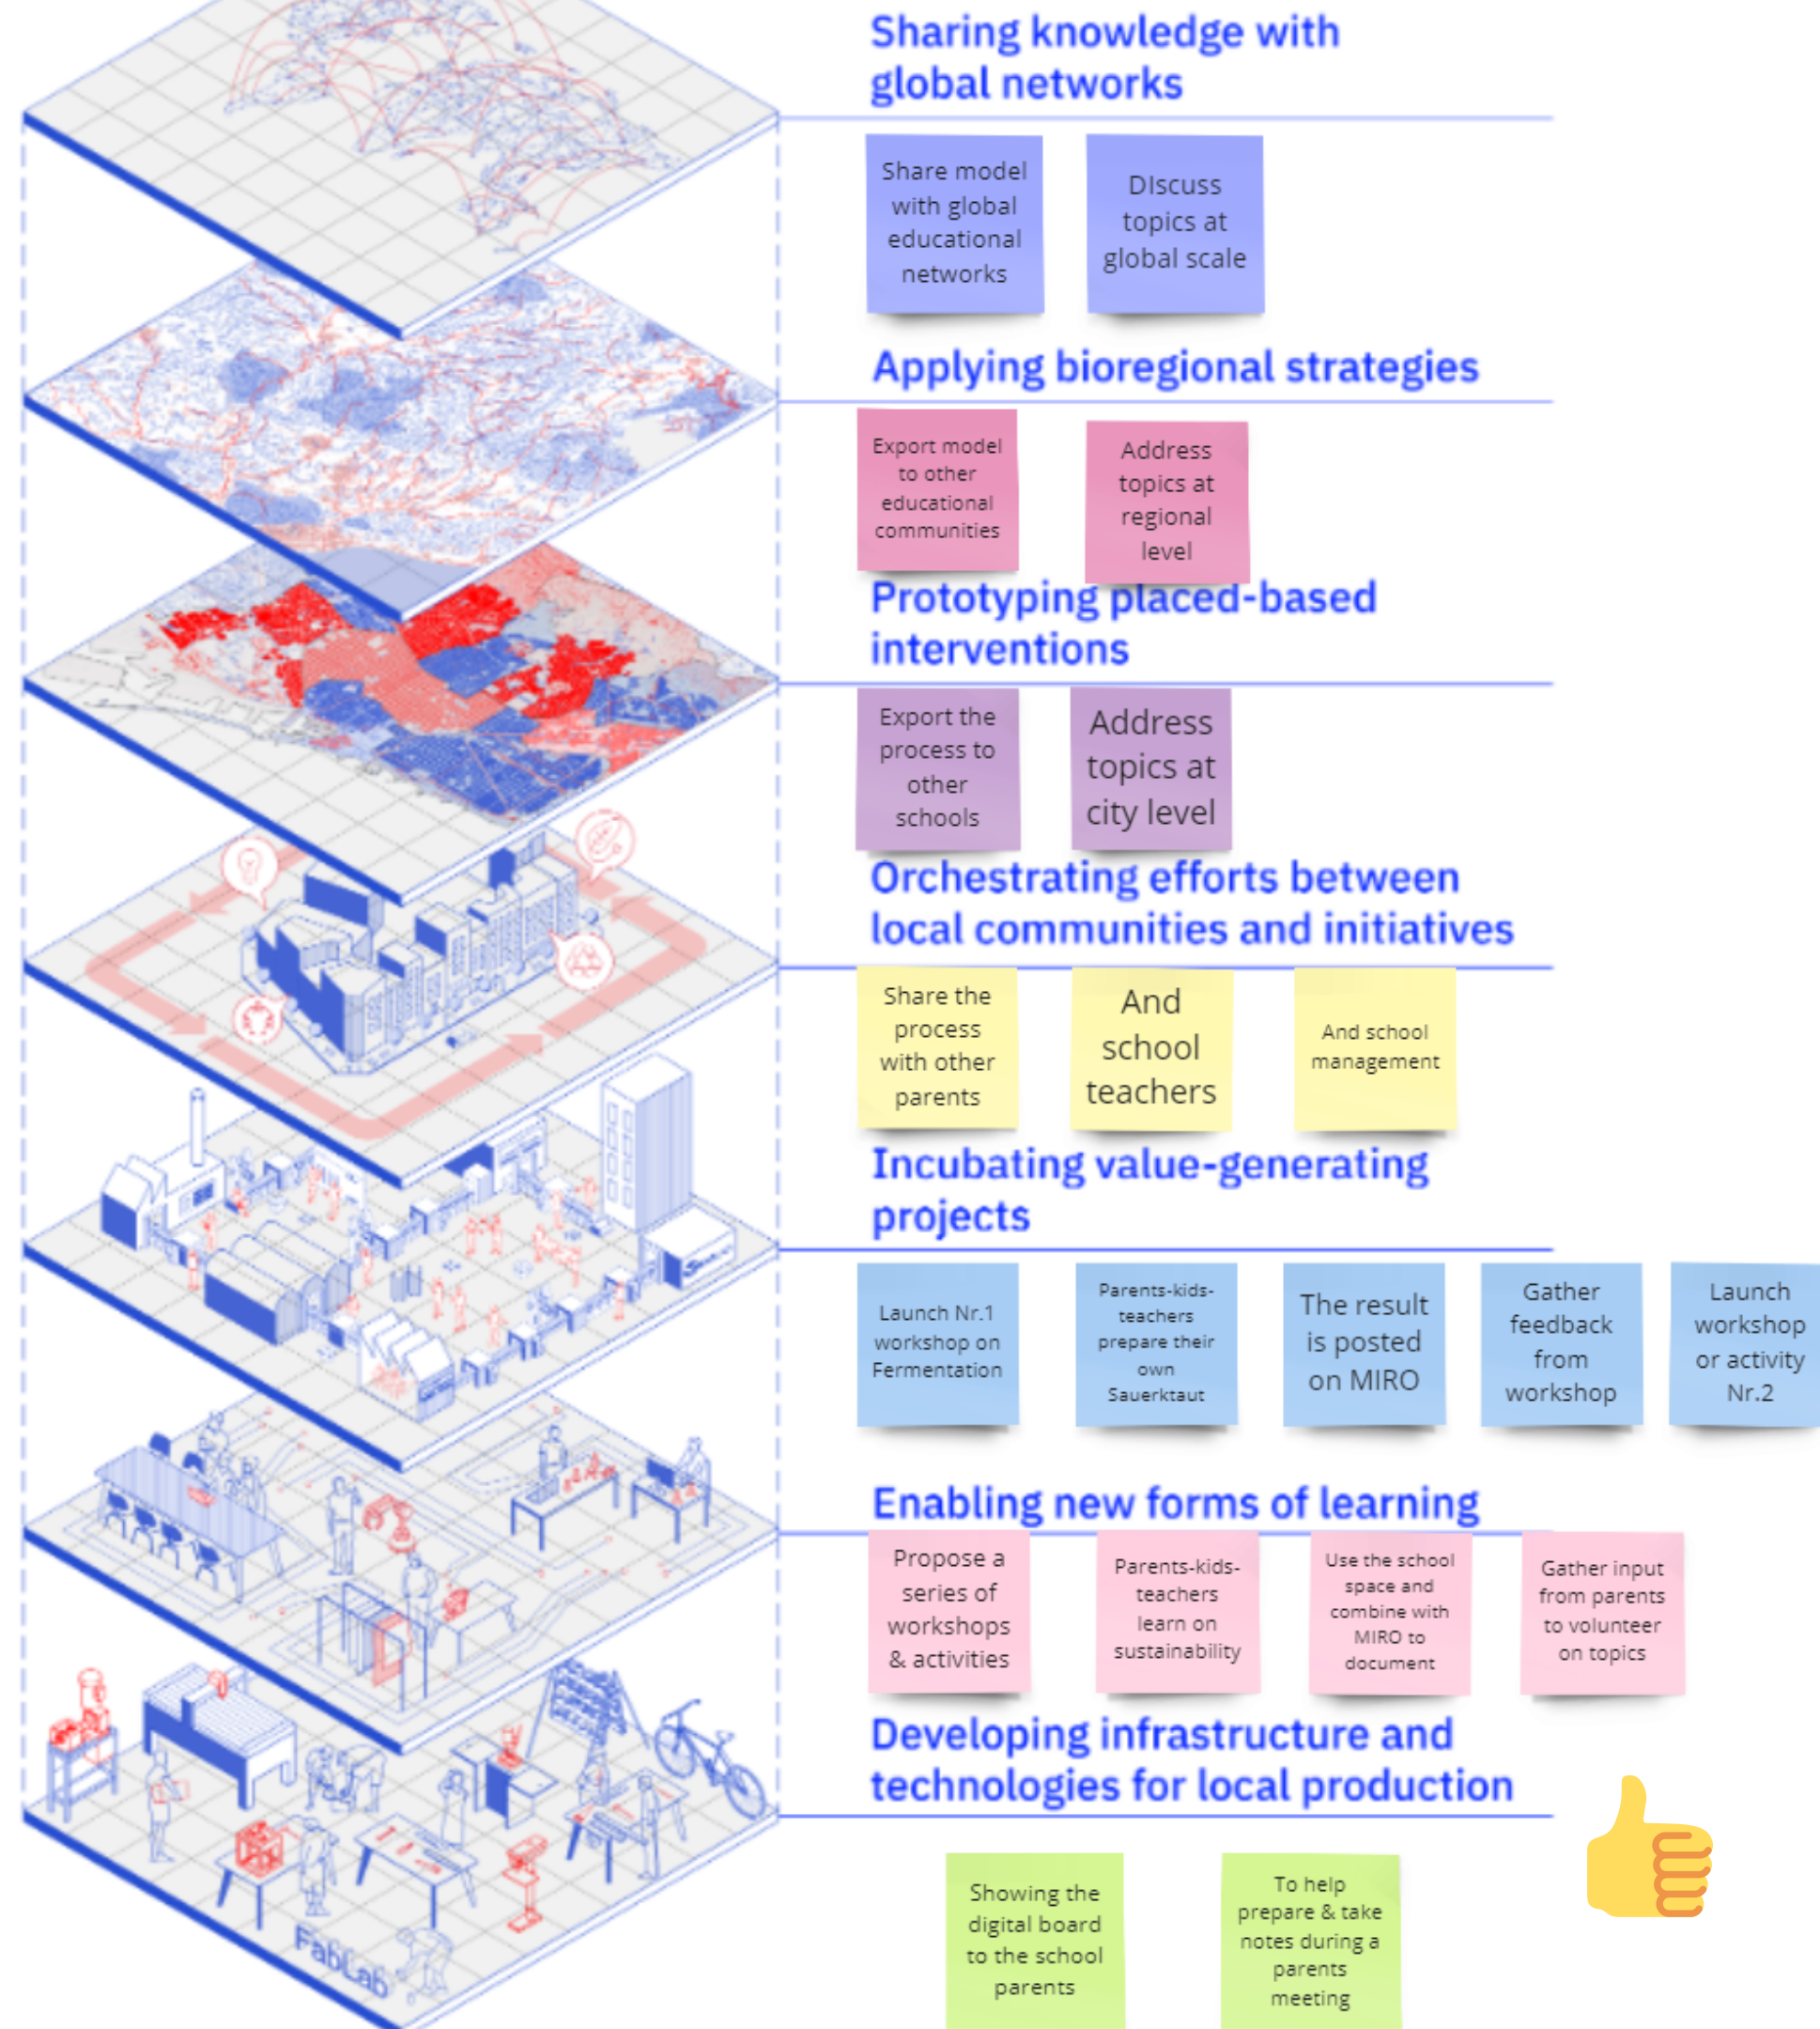 Sharing knowledge with
global networks
Share model
with global
educational
networks
DIscuss
topics at
global scale
Applying bioregional strategies
Export model
to other
educational
communities
Address
topics at
regional
level
Prototyping placed-based
interventions
Export the
process to
other
schools
Address
topics at
city level
Orchestrating efforts between
local communities and initiatives
Share the
process
with other
parents
And
school
teachers
And school
management
Incubating value-generating
projects
Launch Nr.1
workshop on
Fermentation
Parents-kids-
teachers
prepare their
own
Sauerktaut
The result
is posted
on MIRO
Gather
feedback
from
workshop
Launch
workshop
or activity
Nr.2
Enabling new forms of learning
Propose a
series of
workshops
& activities
Parents-kids-
teachers
learn on
sustainability
Use the school
space and
combine with
MIRO to
document
Gather input
from parents
to volunteer
on topics
Developing infrastructure and
technologies for local production
Showing the
digital board
to the school
parents
To help
prepare & take
notes during a
parents
meeting
FabLab